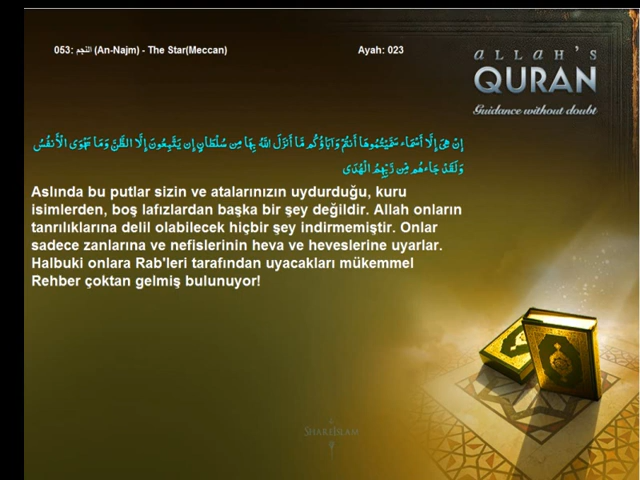 053: النجم (An-Najm) - The Star(Meccan) Ayah: 023
ALLAH'S
QURAN
Guidance without doubt
إِنْ هِيَ إِلَّا أَسْمَاء سَمَّيْتُمُوهَا أَنتُمْ وَآبَاؤُكُم مَّا أَنزَلَ اللَّهُ بِهَا مِن سُلْطَانٍ إِن يَتَّبِعُونَ إِلَّا الظَّنَّ وَمَا تَهْوَى الْأَنفُسُ
وَلَقَدْ جَاءهُم مِّن رَّبِّهِمُ الْهُدَى
Aslında bu putlar sizin ve atalarınızın uydurduğu, kuru
isimlerden, boş lafızlardan başka bir şey değildir. Allah onların
tanrılıklarına delil olabilecek hiçbir şey indirmemiştir. Onlar
sadece zanlarına ve nefislerinin heva ve heveslerine uyarlar.
Halbuki onlara Rab'leri tarafından uyacakları mükemmel
Rehber çoktan gelmiş bulunuyor!
SHAREISLAM